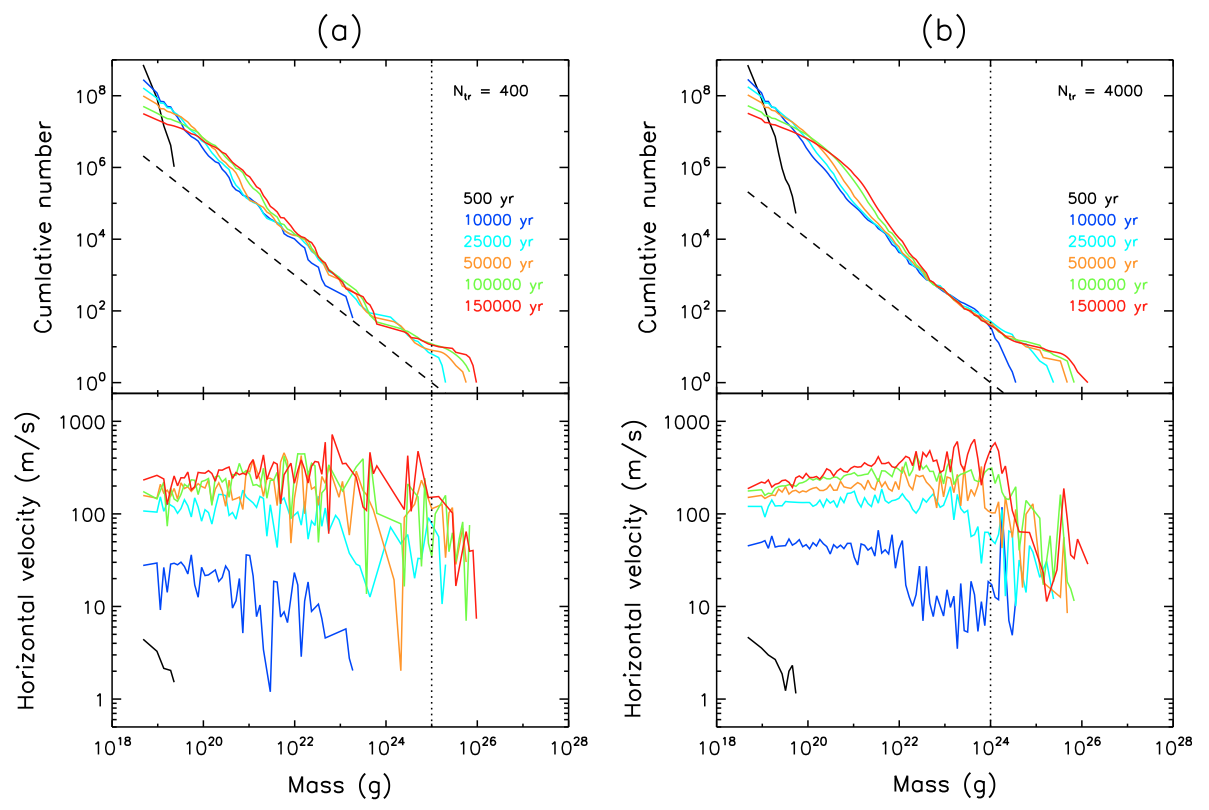 (a)
N_tr = 400
10^8
10^6
10^4
10^2
10^0
Cumlative number
500 yr
10000 yr
25000 yr
50000 yr
100000 yr
150000 yr
1000
100
10
1
Horizontal velocity (m/s)
10^18 10^20 10^22 10^24 10^26 10^28
Mass (g)
(b)
N_tr = 4000
10^8
10^6
10^4
10^2
10^0
Cumlative number
500 yr
10000 yr
25000 yr
50000 yr
100000 yr
150000 yr
1000
100
10
1
Horizontal velocity (m/s)
10^18 10^20 10^22 10^24 10^26 10^28
Mass (g)